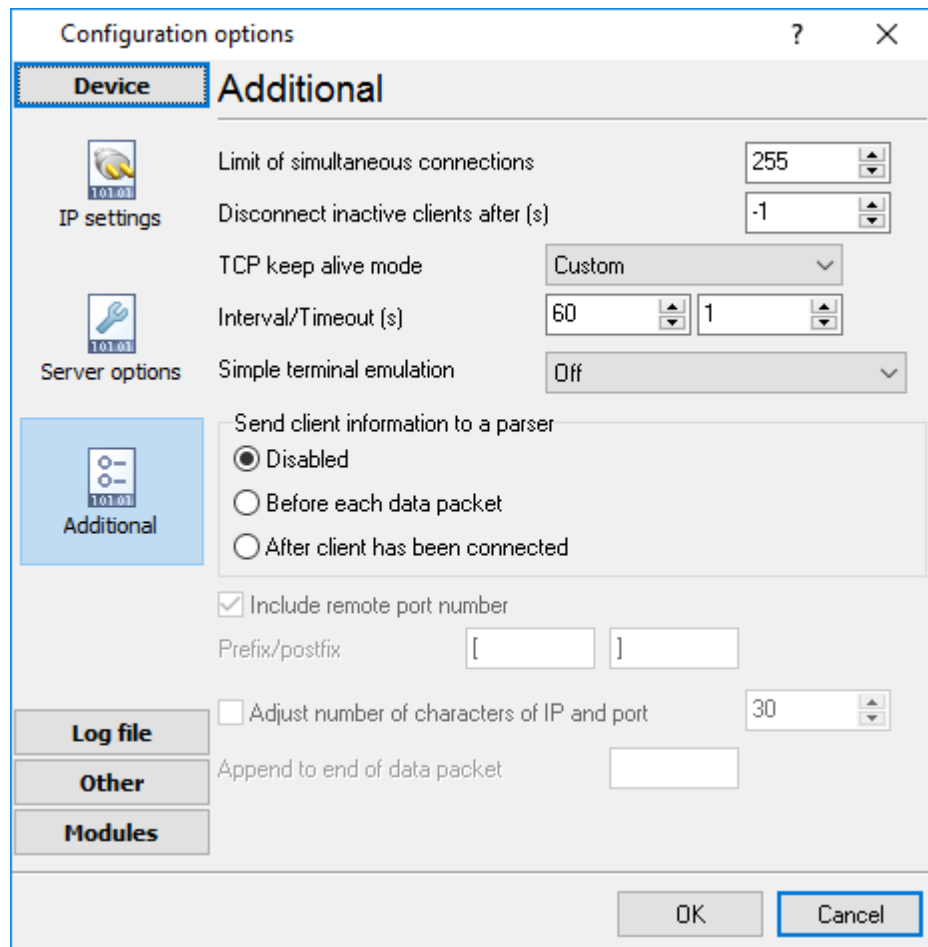 Configuration options
?
Device
Additional
101010
IP settings
101010
Server options
101010
Additional
Limit of simultaneous connections 255
Disconnect inactive clients after (s) -1
TCP keep alive mode Custom
Interval/Timeout (s) 60 1
Simple terminal emulation Off
Send client information to a parser
Disabled
Before each data packet
After client has been connected
Include remote port number
Prefix/postfix [ ]
Adjust number of characters of IP and port 30
Append to end of data packet
Log file
Other
Modules
OK Cancel